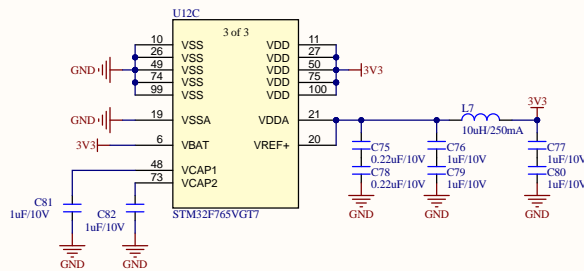 U12C
3 of 3
10 VSS VDD 11
26 VSS VDD 27
GND 49 VSS VDD 50 3V3
74 VSS VDD 75
99 VSS VDD 100
3V3
GND 19 VSSA VDDA 21 L7
10uH/250mA
3V3 6 VBAT VREF+ 20
C75 C76 C77
0.22uF/10V 1uF/10V 1uF/10V
48 VCAP1 C78 C79 C80
0.22uF/10V 1uF/10V 1uF/10V
73 VCAP2
C81
1uF/10V
C82
1uF/10V
GND GND GND
STM32F765VGT7
GND GND